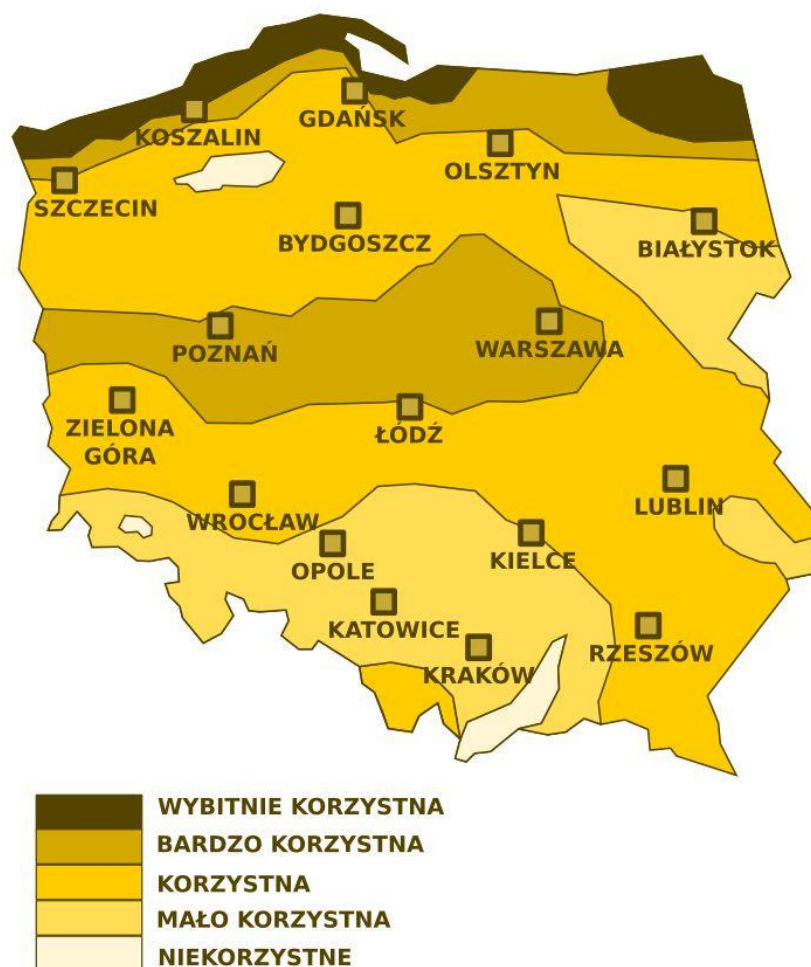 GDAŃSK
KOSZALIN
OLSZTYN
SZCZECIN
BYDGOSZCZ
BIAŁYSTOK
POZNAŃ
WARSZAWA
ZIELONA
GÓRA
ŁÓDŹ
LUBLIN
WROCŁAW
KIELCE
OPOLE
KATOWICE
RZESZÓW
KRAKÓW
WYBITNIE KORZYSTNA
BARDZO KORZYSTNA
KORZYSTNA
MAŁO KORZYSTNA
NIEKORZYSTNE